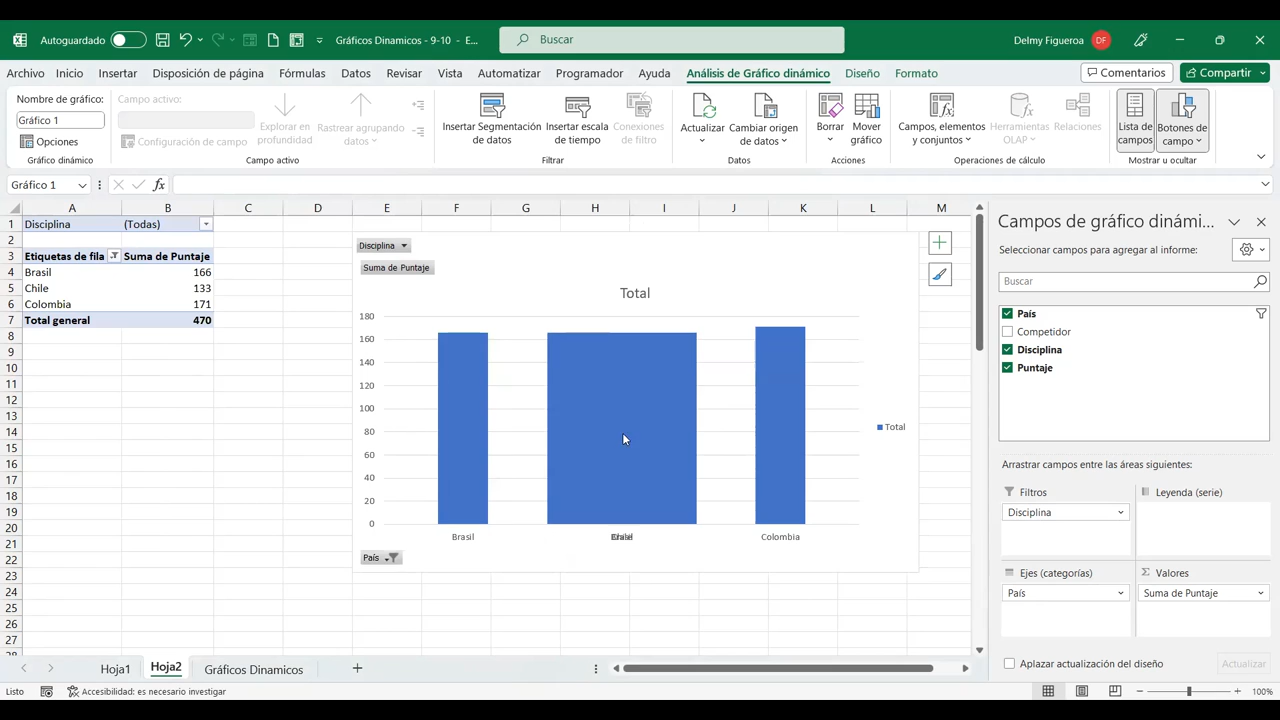 Autoguardado
Gráficos Dinamicos - 9-10 - E...
Buscar
Delmy Figueroa
DF
Archivo Inicio Insertar Disposición de página Fórmulas Datos Revisar Vista Automatizar Programador Ayuda Análisis de Gráfico dinámico Diseño Formato
Comentarios
Compartir
Nombre de gráfico:
Gráfico 1
Opciones
Gráfico dinámico
Campo activo:
Configuración de campo
Explorar en profundidad
Rastrear agrupando datos
Campo activo
Insertar Segmentación de datos
Insertar escala de tiempo
Conexiones de filtro
Filtrar
Actualizar
Cambiar origen de datos
Datos
Borrar
Mover gráfico
Acciones
Campos, elementos y conjuntos
Herramientas OLAP
Relaciones
Operaciones de cálculo
Lista de campos
Botones de campo
Mostrar u ocultar
Gráfico 1
fx
A B C D E F G H I J K L M
1 Disciplina (Todas)
2
3 Etiquetas de fila Suma de Puntaje
4 Brasil 166
5 Chile 133
6 Colombia 171
7 Total general 470
8
9
10
11
12
13
14
15
16
17
18
19
20
21
22
23
24
25
26
27
Disciplina
Suma de Puntaje
Total
180
160
140
120
100
80
60
40
20
0
Brasil
Colombia
Total
País
Campos de gráfico dinámi...
Seleccionar campos para agregar al informe:
Buscar
País
Competidor
Disciplina
Puntaje
Arrastrar campos entre las áreas siguientes:
Filtros
Disciplina
Leyenda (serie)
Ejes (categorías)
País
Valores
Suma de Puntaje
Aplazar actualización del diseño
Actualizar
Hoja1 Hoja2 Gráficos Dinamicos
Listo
Accesibilidad: es necesario investigar
100%